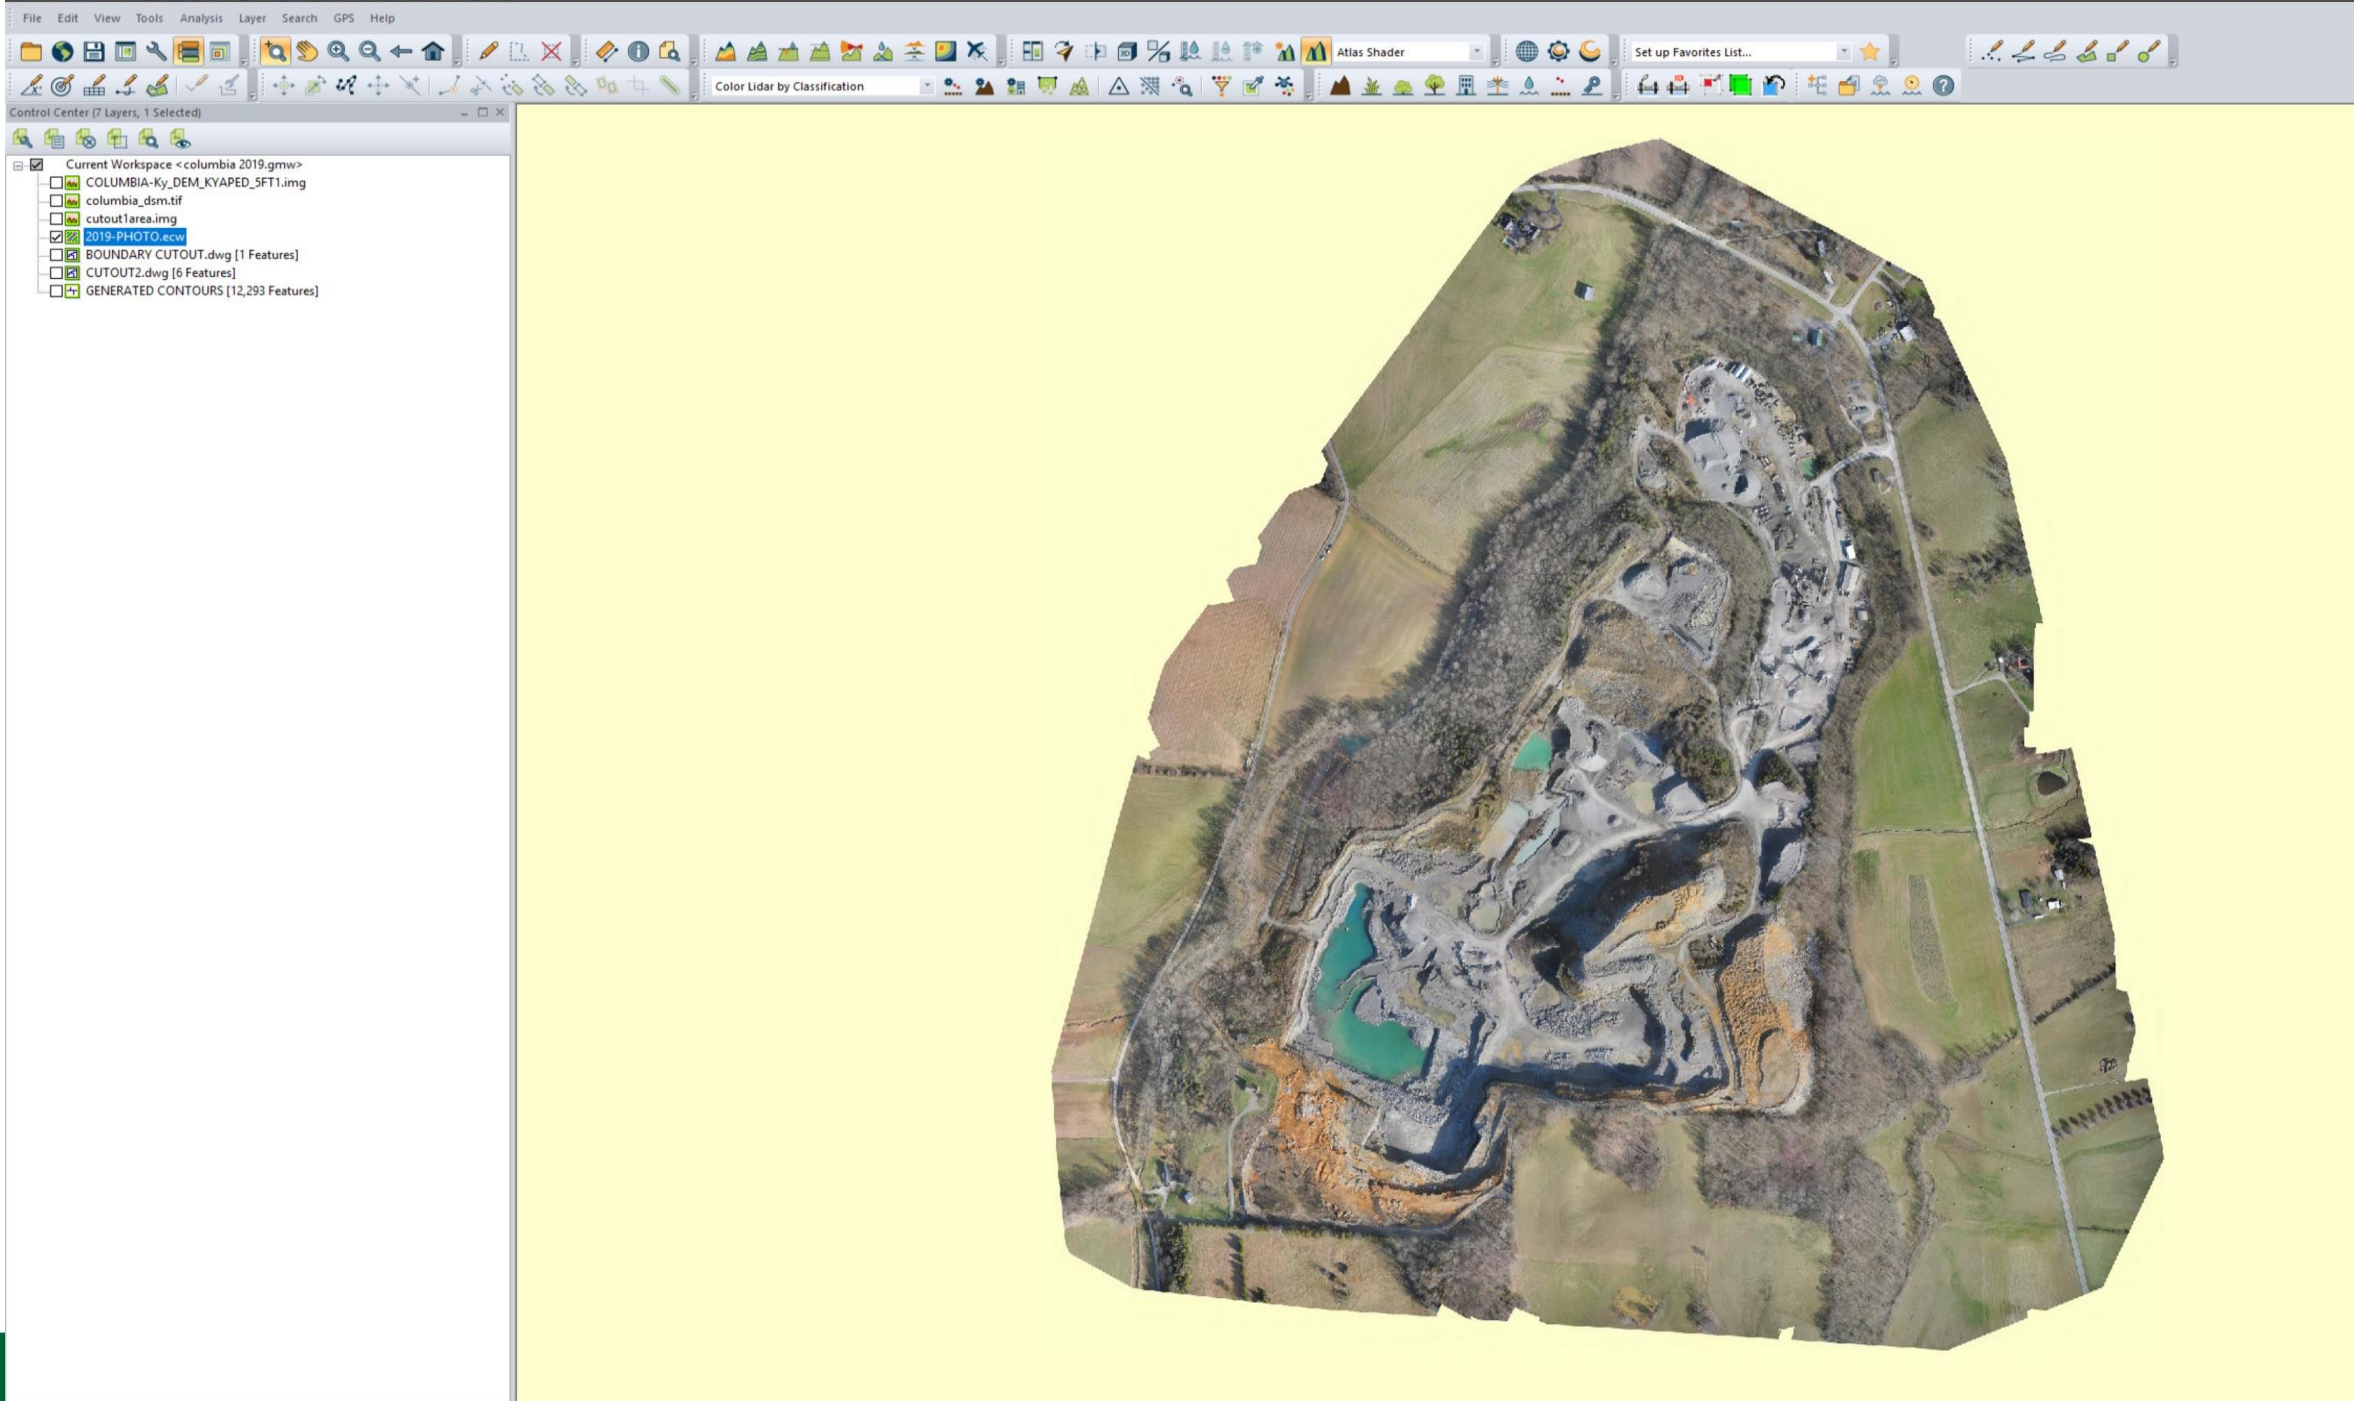 File Edit View Tools Analysis Layer Search GPS Help
Atlas Shader
Set up Favorites List...
Color Lidar by Classification
Control Center (7 Layers, 1 Selected)
Current Workspace <columbia 2019.gmw>
COLUMBIA-Ky_DEM_KYAPED_5FT1.img
columbia_dsm.tif
cutout1area.img
2019-PHOTO.ecw
BOUNDARY CUTOUT.dwg [1 Features]
CUTOUT2.dwg [6 Features]
GENERATED CONTOURS [12,293 Features]